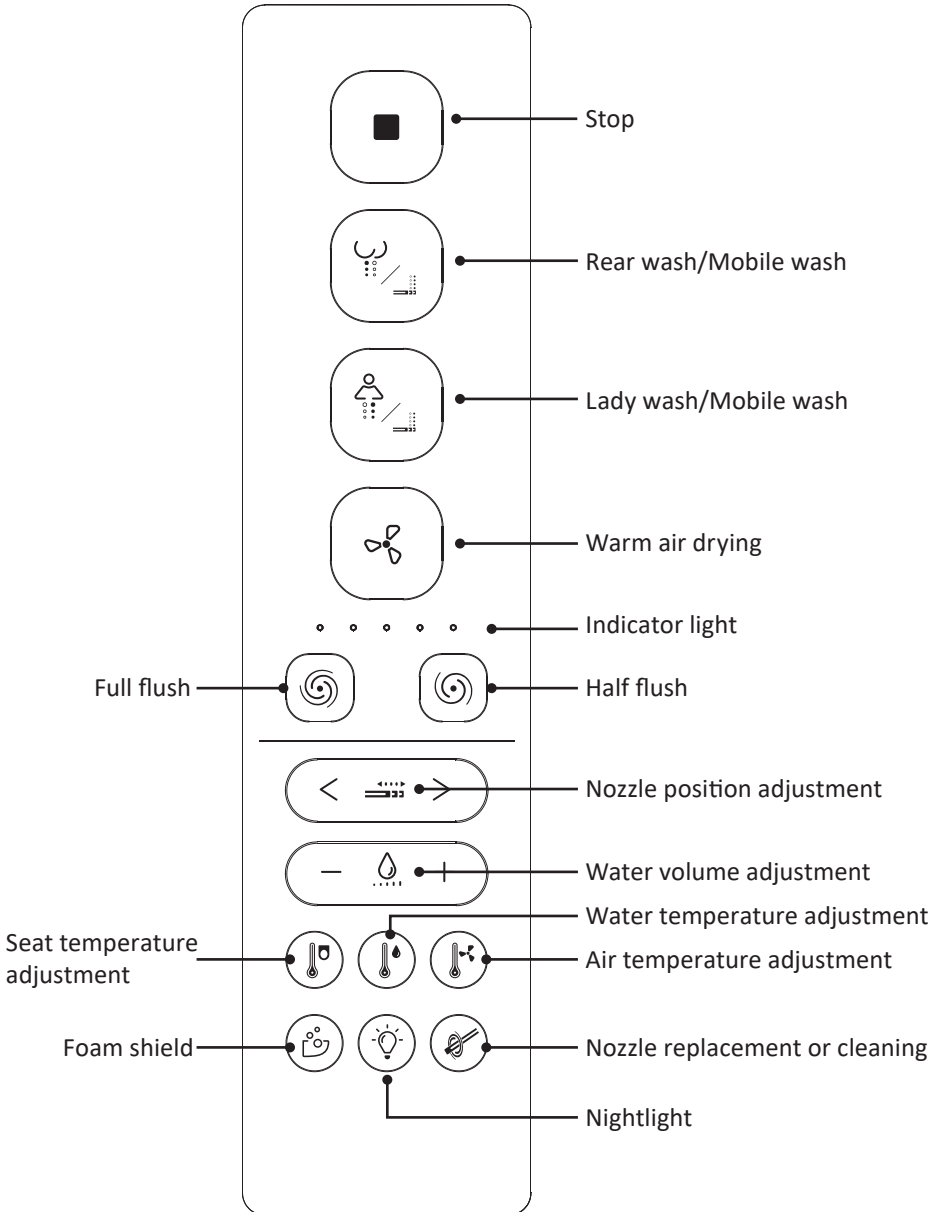 Stop
Rear wash/Mobile wash
Lady wash/Mobile wash
Warm air drying
Indicator light
Full flush
Half flush
Nozzle position adjustment
Water volume adjustment
Water temperature adjustment
Seat temperature
adjustment
Air temperature adjustment
Foam shield
Nozzle replacement or cleaning
Nightlight